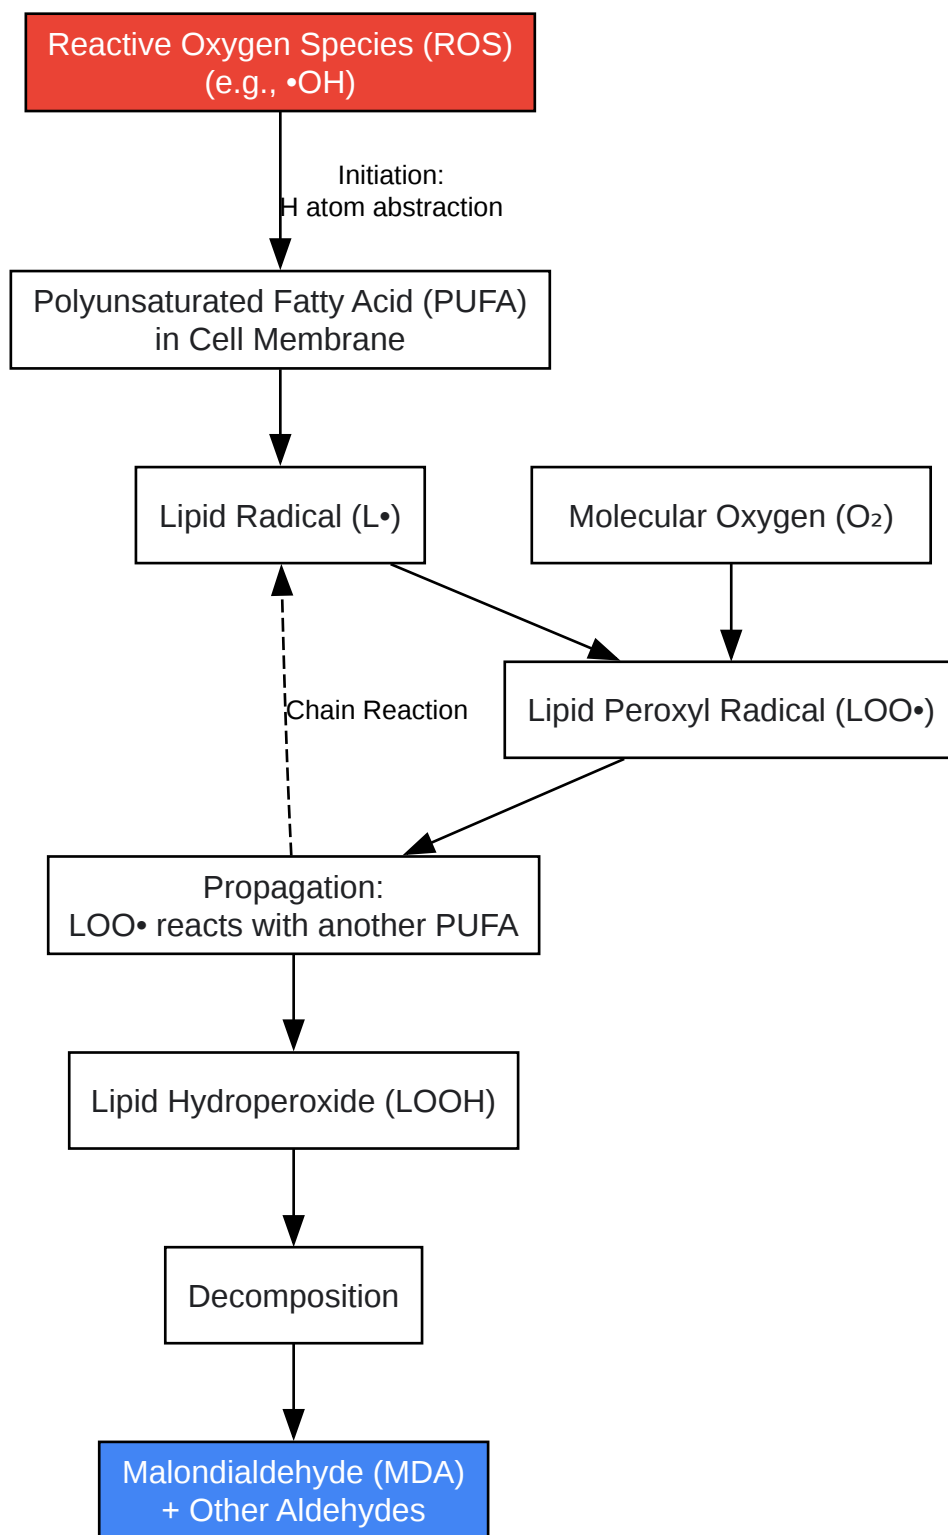 Reactive Oxygen Species (ROS)
(e.g., •OH)
Initiation:
H atom abstraction
Polyunsaturated Fatty Acid (PUFA)
in Cell Membrane
Lipid Radical (L•)
Molecular Oxygen (O₂)
Chain Reaction
Lipid Peroxyl Radical (LOO•)
Propagation:
LOO• reacts with another PUFA
Lipid Hydroperoxide (LOOH)
Decomposition
Malondialdehyde (MDA)
+ Other Aldehydes